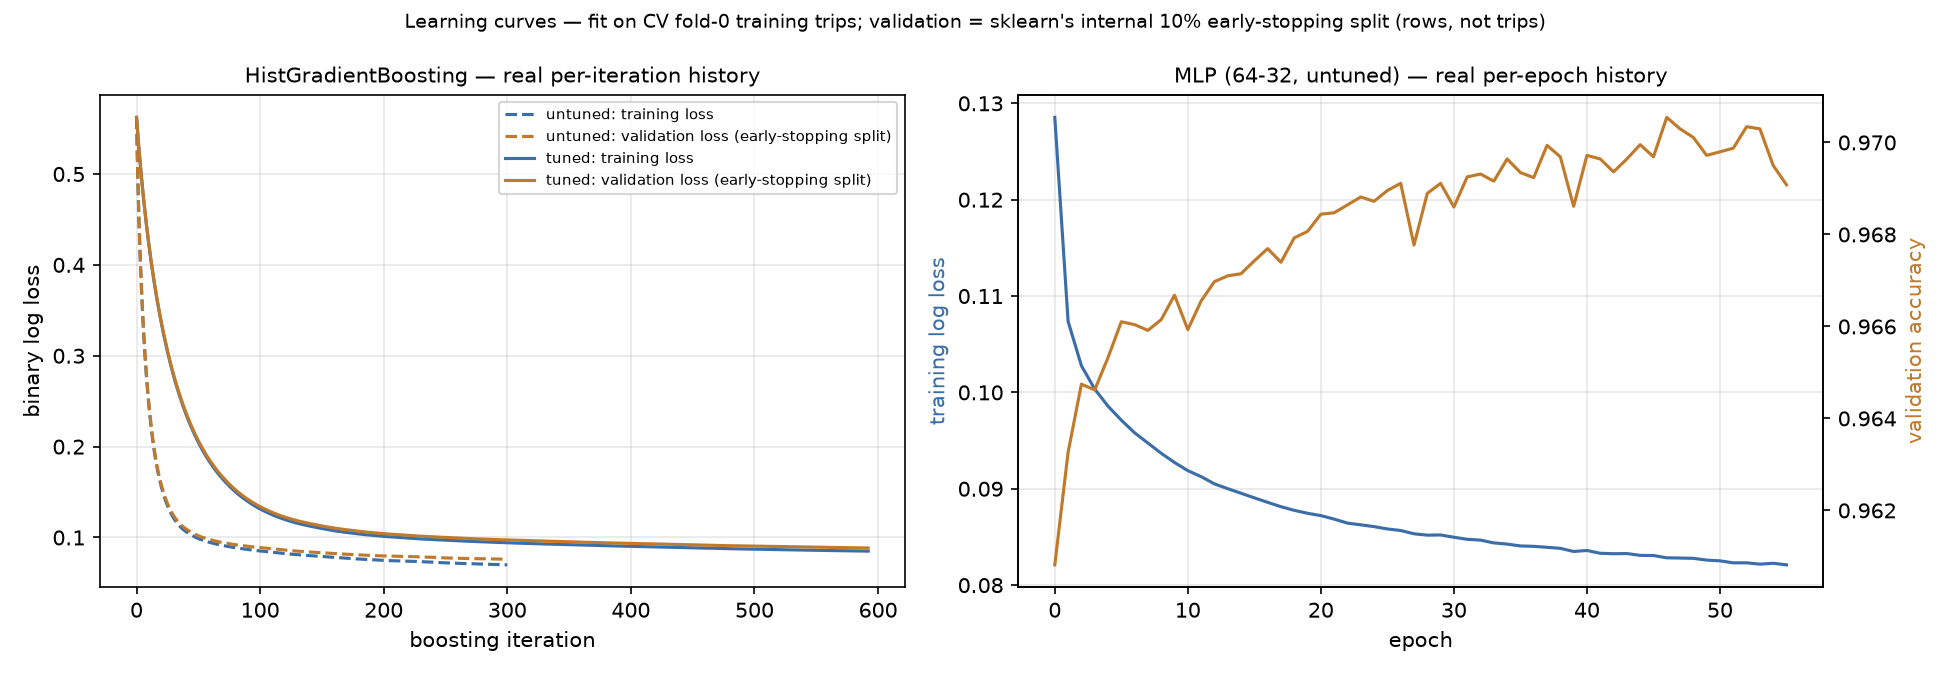 Learning curves — fit on CV fold-0 training trips; validation = sklearn's internal 10% early-stopping split (rows, not trips)
HistGradientBoosting — real per-iteration history
untuned: training loss
untuned: validation loss (early-stopping split)
tuned: training loss
tuned: validation loss (early-stopping split)
binary log loss
0.5
0.4
0.3
0.2
0.1
0 100 200 300 400 500 600
boosting iteration
MLP (64-32, untuned) — real per-epoch history
training log loss
0.13
0.12
0.11
0.10
0.09
0.08
0 10 20 30 40 50
epoch
0.970
0.968
0.966
0.964
0.962
validation accuracy